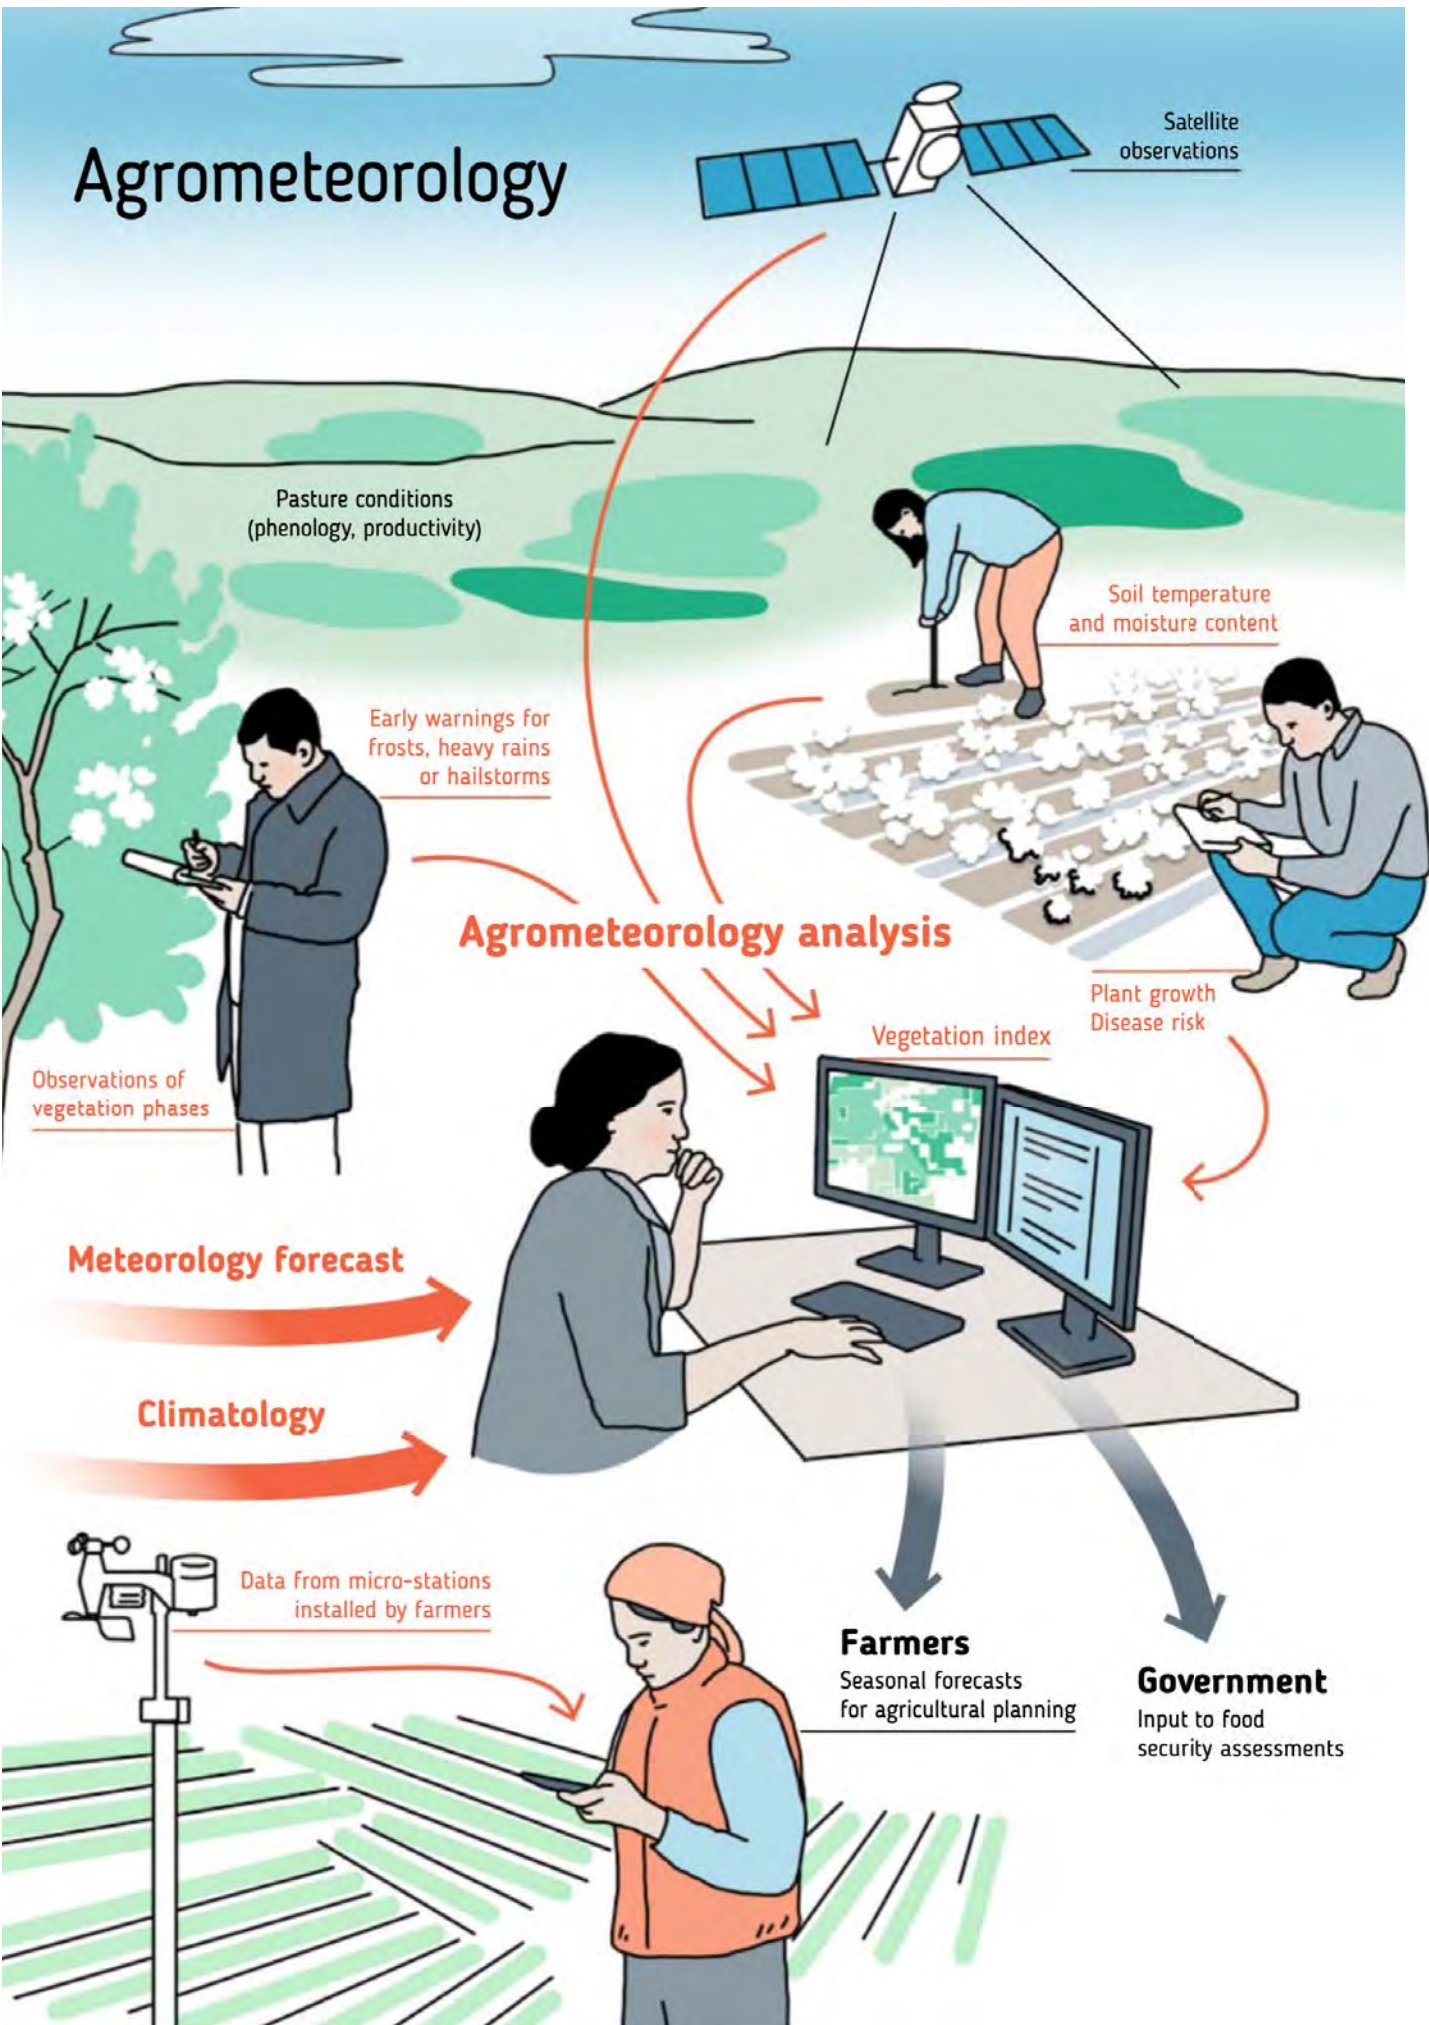 Agrometeorology
Satellite
observations
Pasture conditions
(phenology, productivity)
Soil temperature
and moisture content
Early warnings for
frosts, heavy rains
or hailstorms
Agrometeorology analysis
Plant growth
Disease risk
Vegetation index
Observations of
vegetation phases
Meteorology forecast
Climatology
Data from micro-stations
installed by farmers
Farmers
Seasonal forecasts
for agricultural planning
Government
Input to food
security assessments